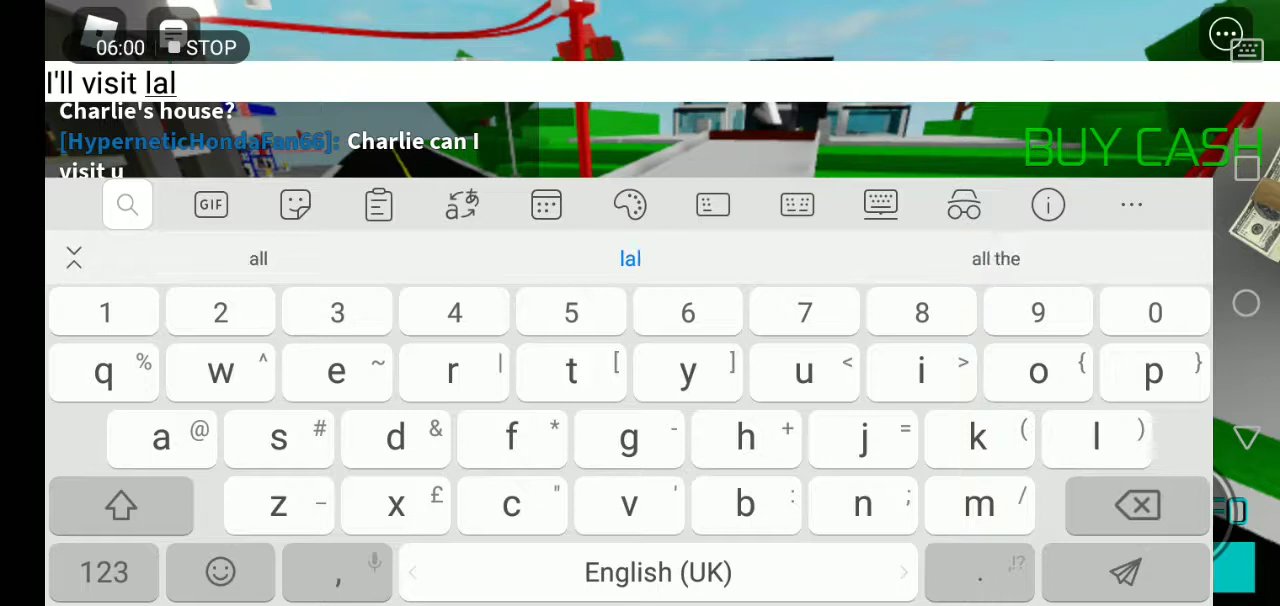 06:00 STOP
I'll visit lal
Charlie's house?
[HyperneticHondaFan66]: Charlie can I
visit u
BUY CASH
GIF
all lal all the
1 2 3 4 5 6 7 8 9 0
q % w ^ e ~ r | t [ y ] u < i > o { p }
a @ s # d & f * g - h + j = k ( l )
z _ x £ c " v ' b : n ; m /
123 , English (UK) . ,!?